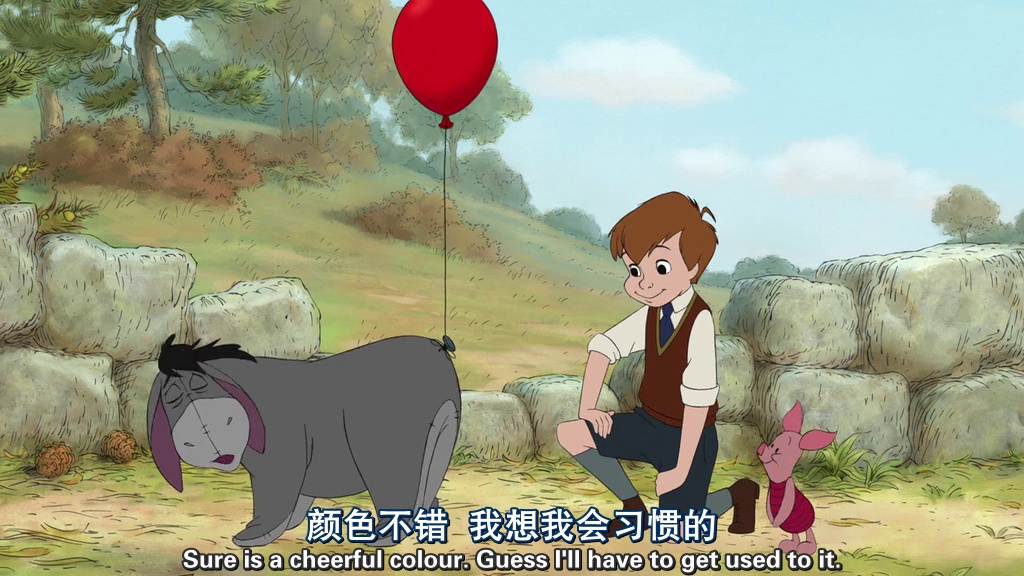 颜色不错 我想我会习惯的
Sure is a cheerful colour. Guess I'll have to get used to it.